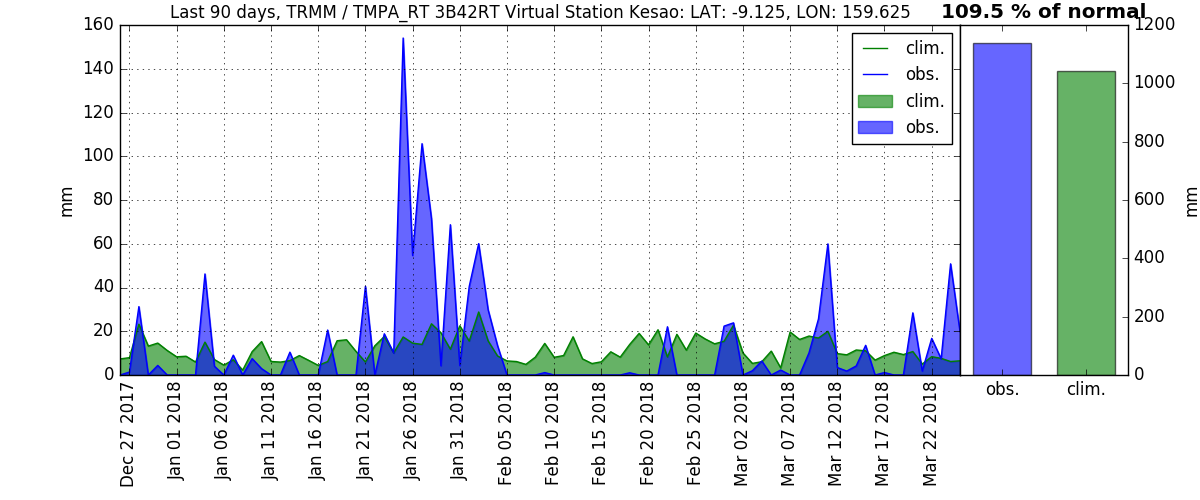 Last 90 days, TRMM / TMPA_RT 3B42RT Virtual Station Kesao: LAT: -9.125, LON: 159.625
109.5 % of normal
160
140
120
100
80
60
40
20
0
mm
clim.
obs.
clim.
obs.
1200
1000
800
600
400
200
0
mm
Dec 27 2017
Jan 01 2018
Jan 06 2018
Jan 11 2018
Jan 16 2018
Jan 21 2018
Jan 26 2018
Jan 31 2018
Feb 05 2018
Feb 10 2018
Feb 15 2018
Feb 20 2018
Feb 25 2018
Mar 02 2018
Mar 07 2018
Mar 12 2018
Mar 17 2018
Mar 22 2018
obs.
clim.